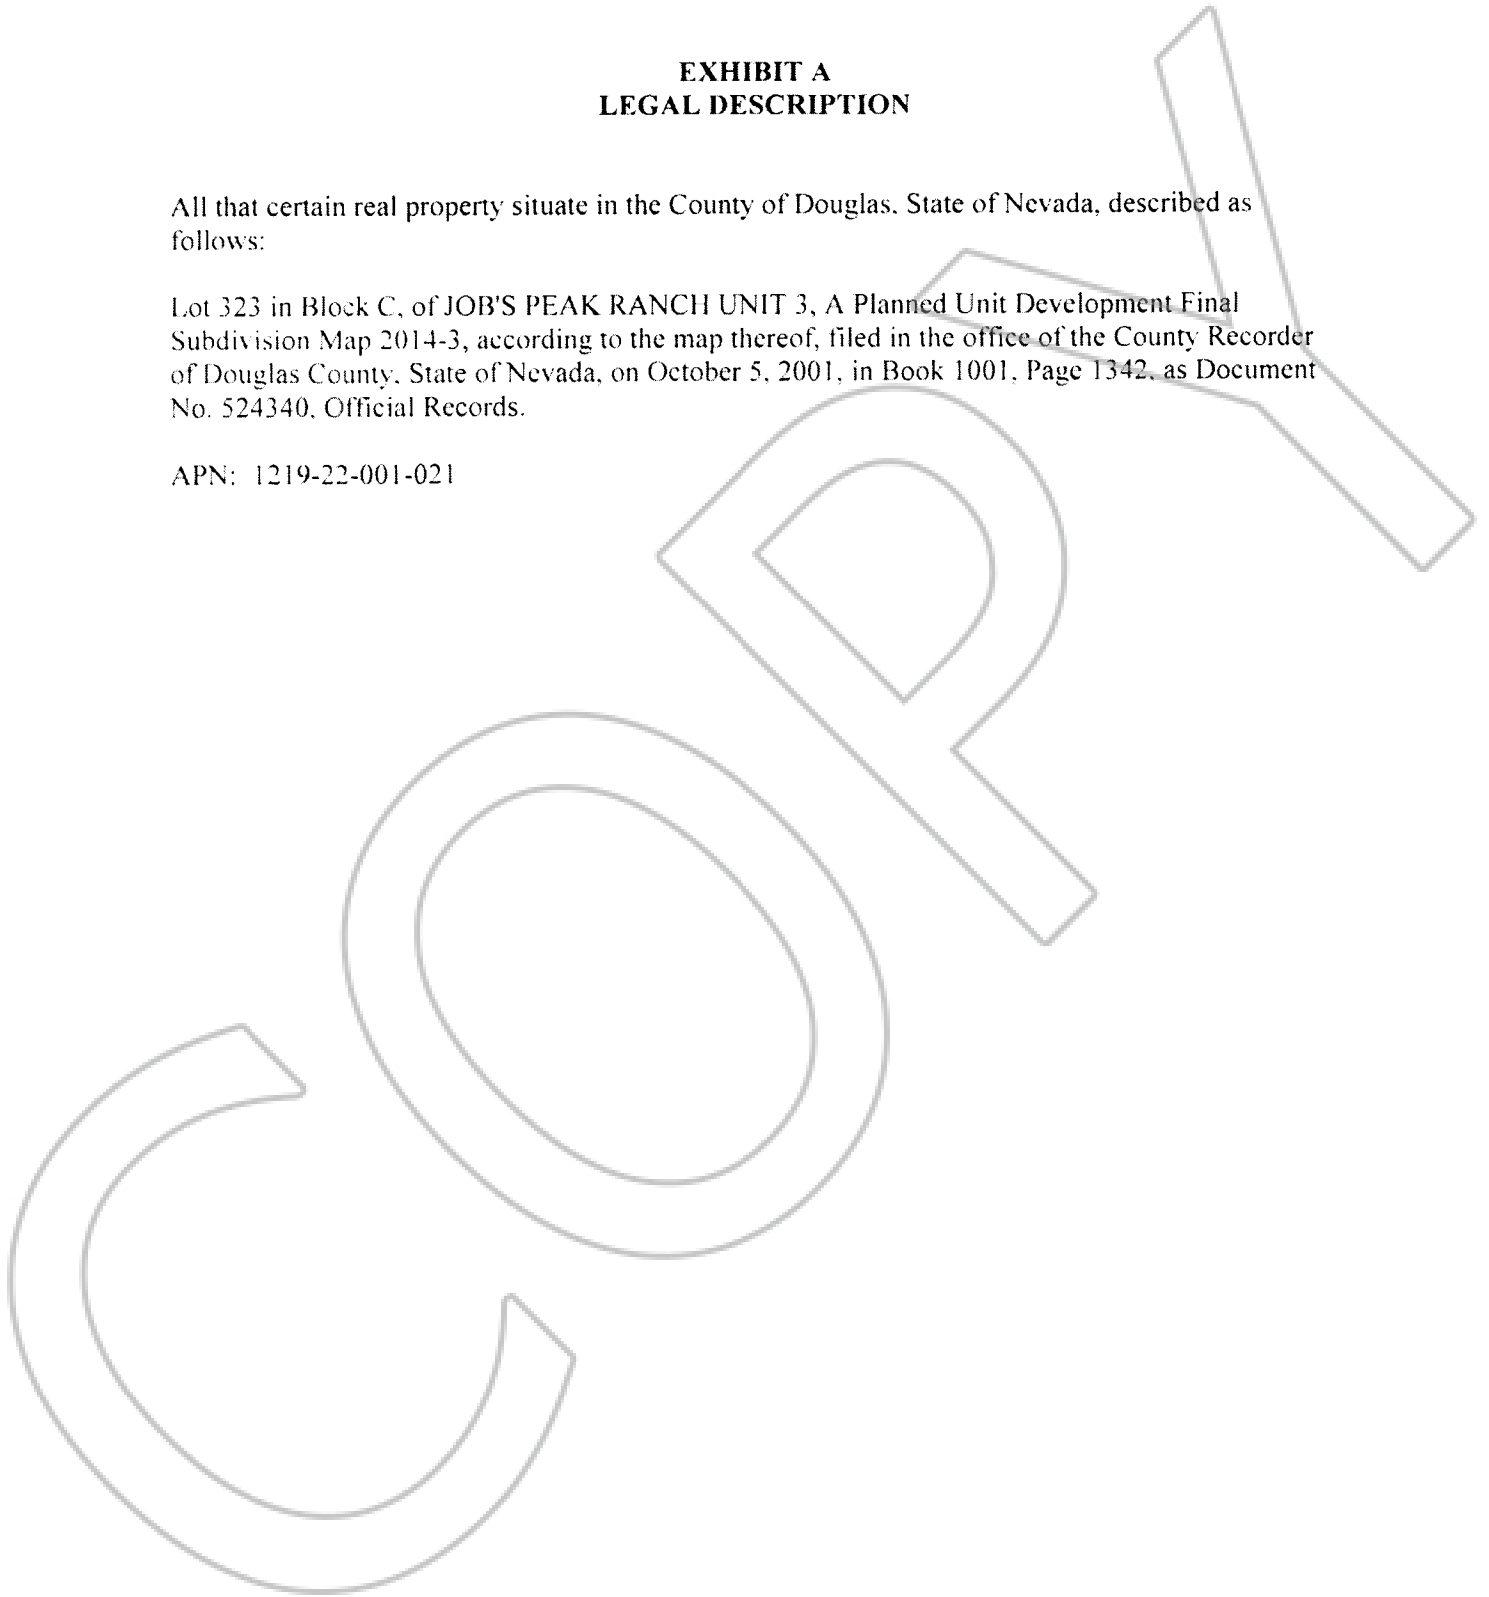 EXHIBIT A
LEGAL DESCRIPTION
All that certain real property situate in the County of Douglas, State of Nevada, described as
follows:
Lot 323 in Block C, of JOB'S PEAK RANCH UNIT 3, A Planned Unit Development Final
Subdivision Map 2014-3, according to the map thereof, filed in the office of the County Recorder
of Douglas County, State of Nevada, on October 5, 2001, in Book 1001, Page 1342, as Document
No. 524340, Official Records.
APN: 1219-22-001-021
COPY